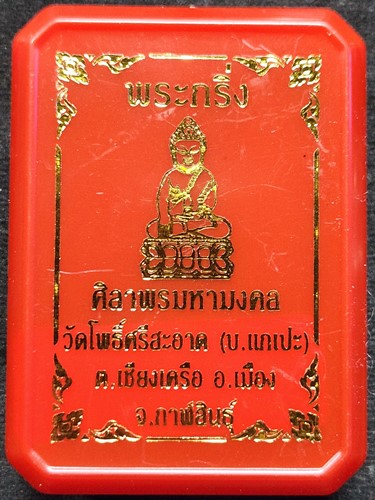 พระกริ่ง
ศิลาพรมหามงคล
วัดโพธิ์ศรีสะอาด (บ.แกเปะ)
ต.เชียงเครือ อ.เมือง
จ.กาฬสินธุ์